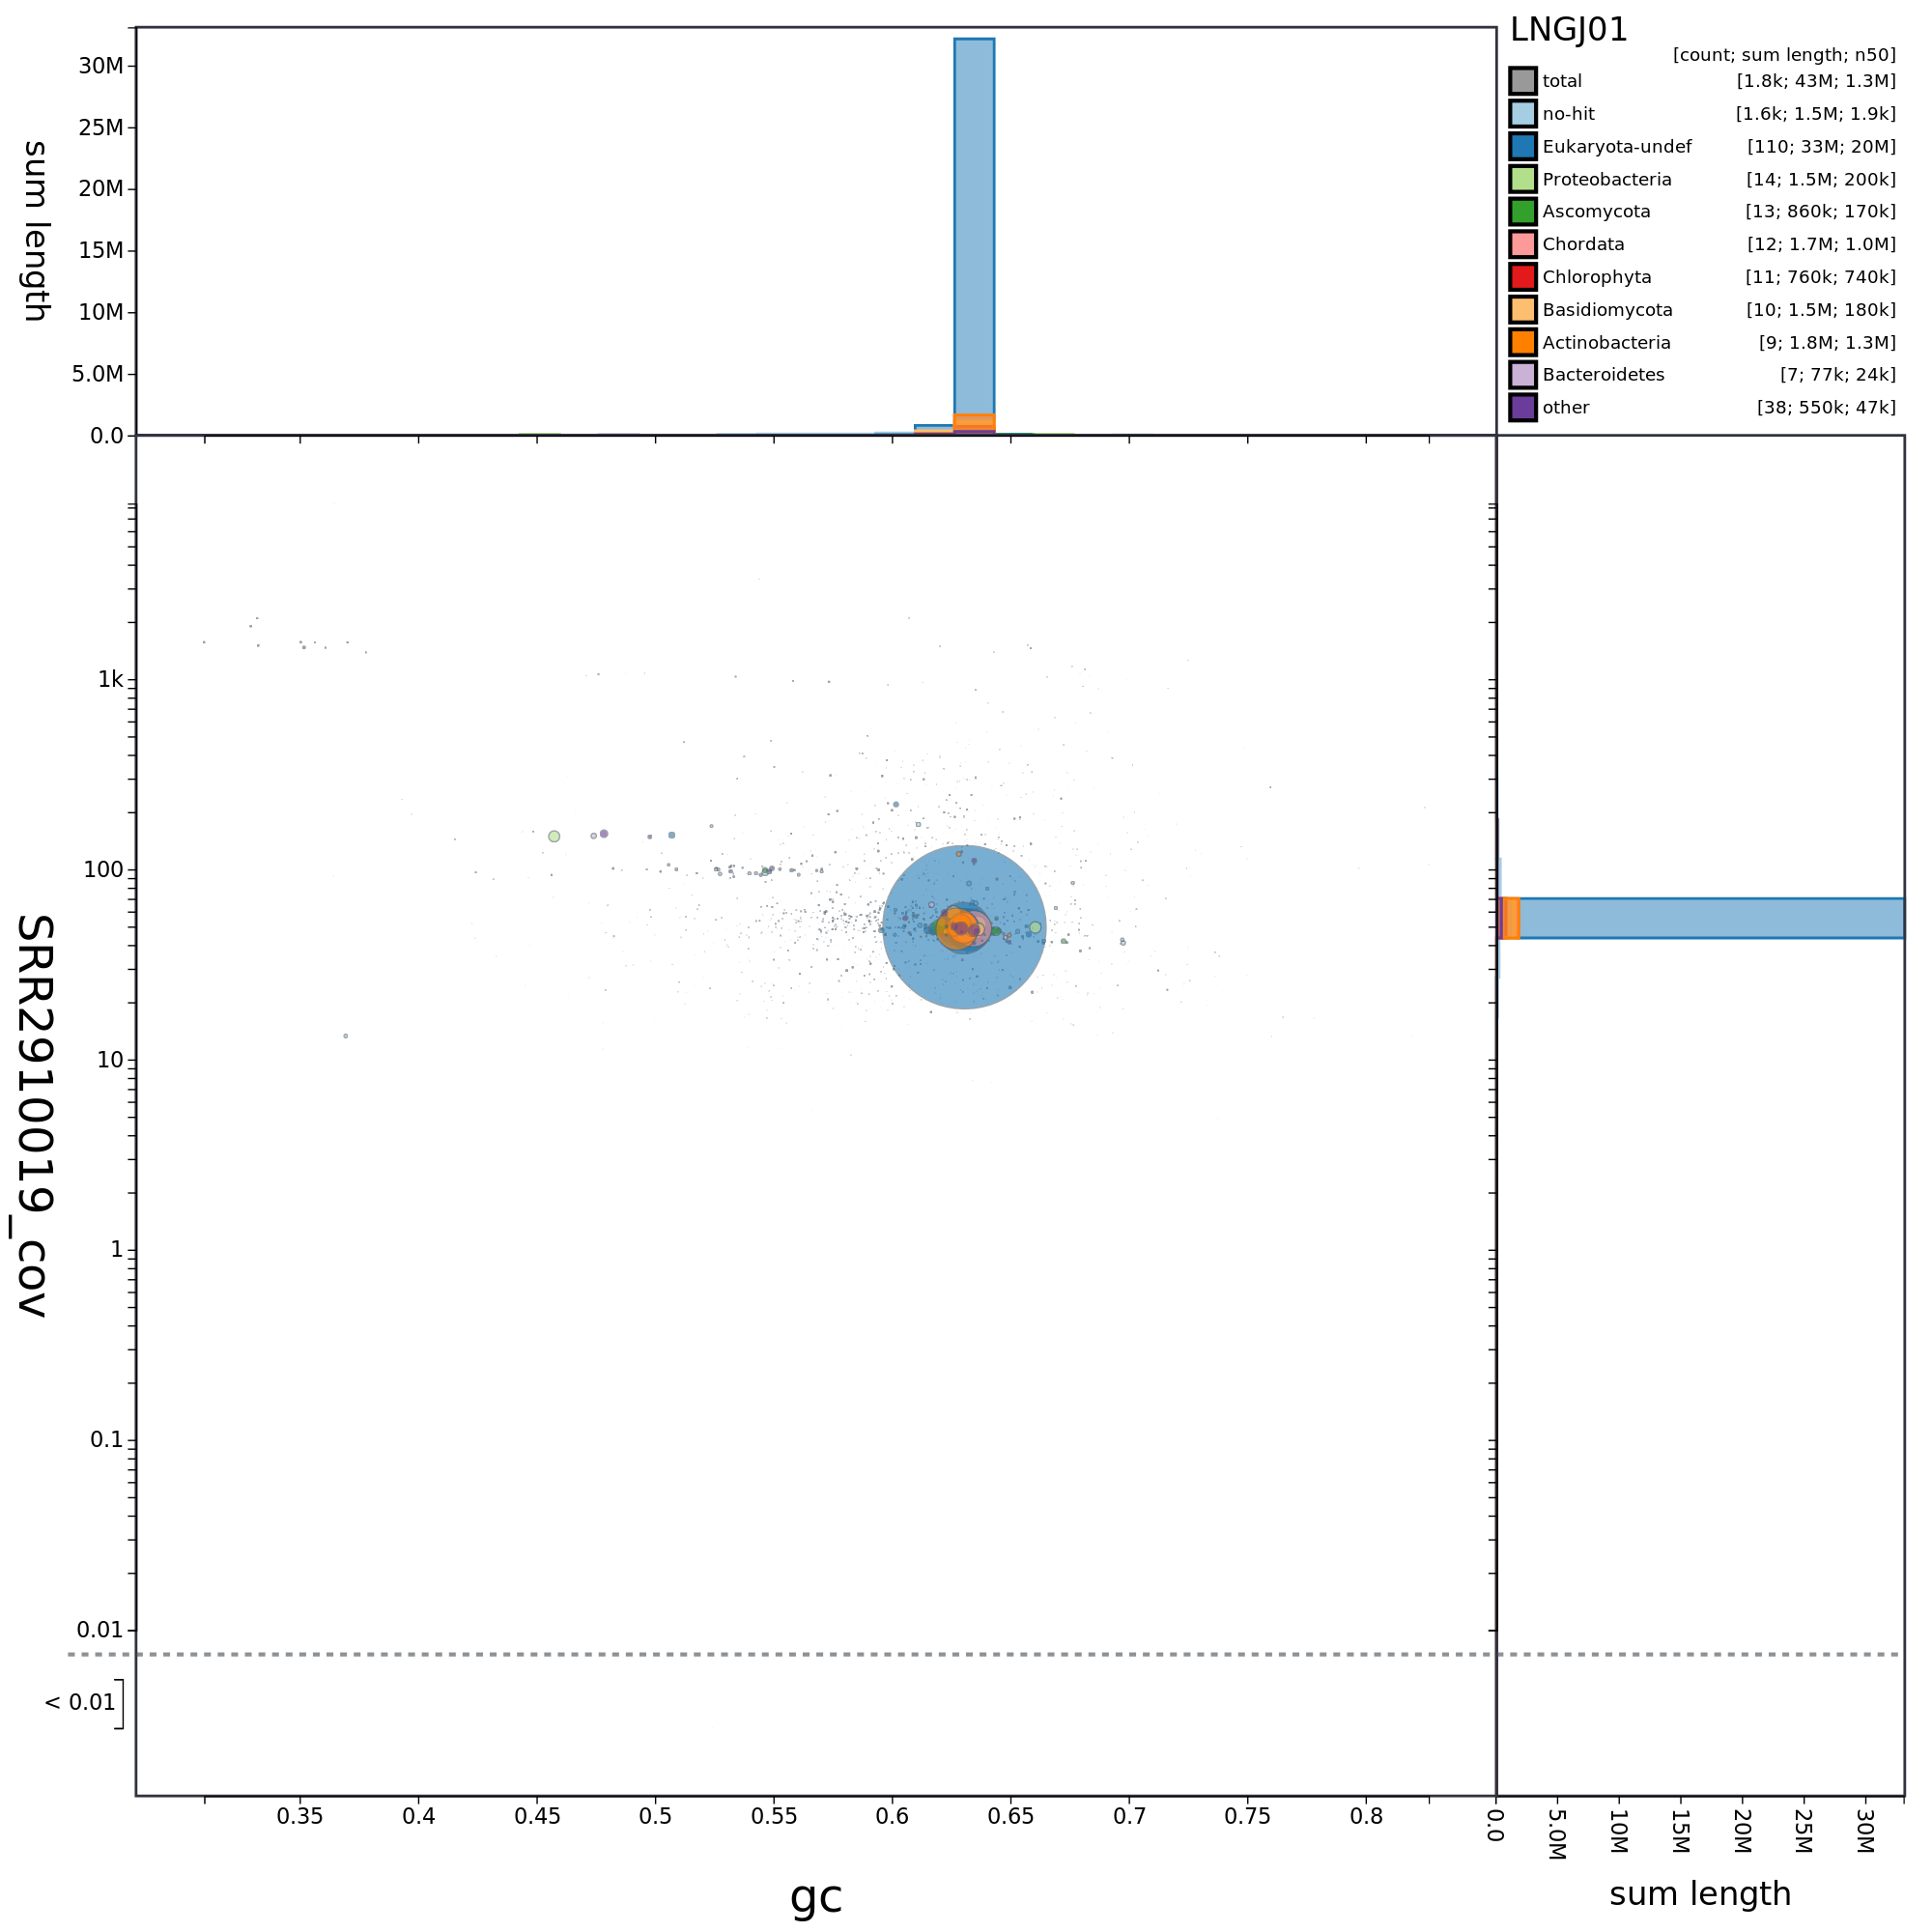 LNGJ01
[count; sum length; n50]
total [1.8k; 43M; 1.3M]
no-hit [1.6k; 1.5M; 1.9k]
Eukaryota-undef [110; 33M; 20M]
Proteobacteria [14; 1.5M; 200k]
Ascomycota [13; 860k; 170k]
Chordata [12; 1.7M; 1.0M]
Chlorophyta [11; 760k; 740k]
Basidiomycota [10; 1.5M; 180k]
Actinobacteria [9; 1.8M; 1.3M]
Bacteroidetes [7; 77k; 24k]
other [38; 550k; 47k]
sum length
30M
25M
20M
15M
10M
5.0M
0.0
SRR2910019_cov
1k
100
10
1
0.1
0.01
< 0.01
0.35 0.4 0.45 0.5 0.55 0.6 0.65 0.7 0.75 0.8
gc
0.0 5.0M 10M 15M 20M 25M 30M
sum length